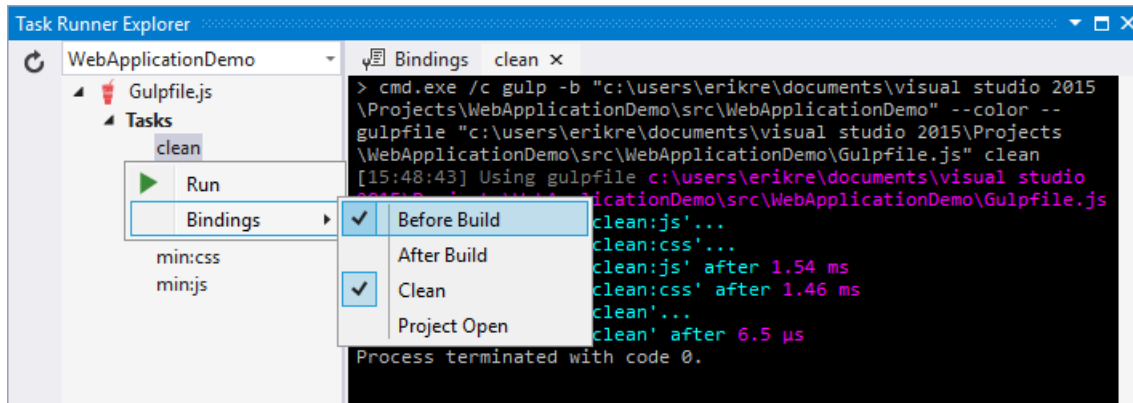 Task Runner Explorer
WebApplicationDemo
Bindings clean
Gulpfile.js
Tasks
clean
Run
Bindings
min:css
min:js
Before Build
After Build
Clean
Project Open
> cmd.exe /c gulp -b "c:\users\erikre\documents\visual studio 2015
\Projects\WebApplicationDemo\src\WebApplicationDemo" --color --
gulpfile "c:\users\erikre\documents\visual studio 2015\Projects
\WebApplicationDemo\src\WebApplicationDemo\Gulpfile.js" clean
[15:48:43] Using gulpfile c:\users\erikre\documents\visual studio
icationDemo\src\WebApplicationDemo\Gulpfile.js
clean:js'...
clean:css'...
clean:js' after 1.54 ms
clean:css' after 1.46 ms
clean'...
clean' after 6.5 µs
Process terminated with code 0.